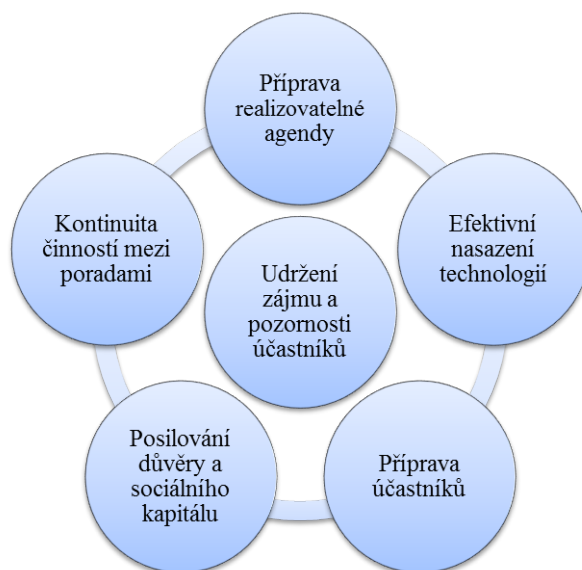 Příprava
realizovatelné
agendy
Efektivní
nasazení
technologií
Příprava
účastníků
Posilování
důvěry a
sociálního
kapitálu
Kontinuita
činností mezi
poradami
Udržení
zájmu a
pozornosti
účastníků